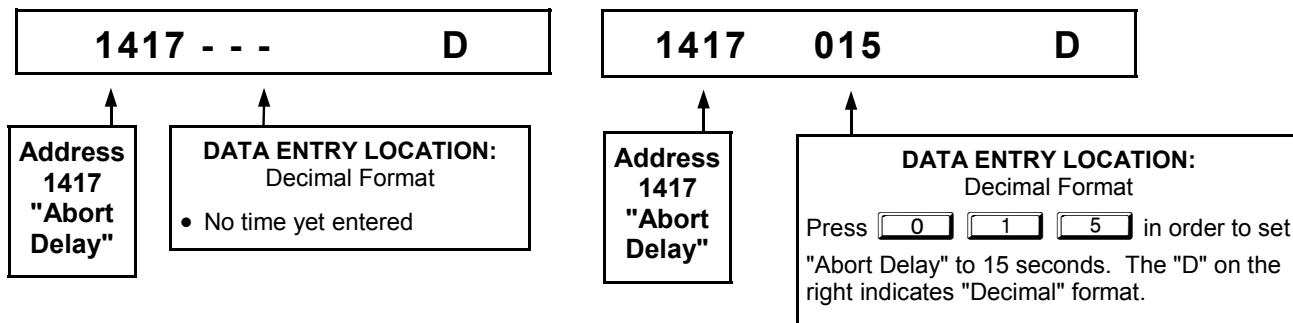 1417 - - - D
Address
1417
"Abort
Delay"
DATA ENTRY LOCATION:
Decimal Format
• No time yet entered
1417 015 D
Address
1417
"Abort
Delay"
DATA ENTRY LOCATION:
Decimal Format
Press 0 1 5 in order to set
"Abort Delay" to 15 seconds. The "D" on the
right indicates "Decimal" format.